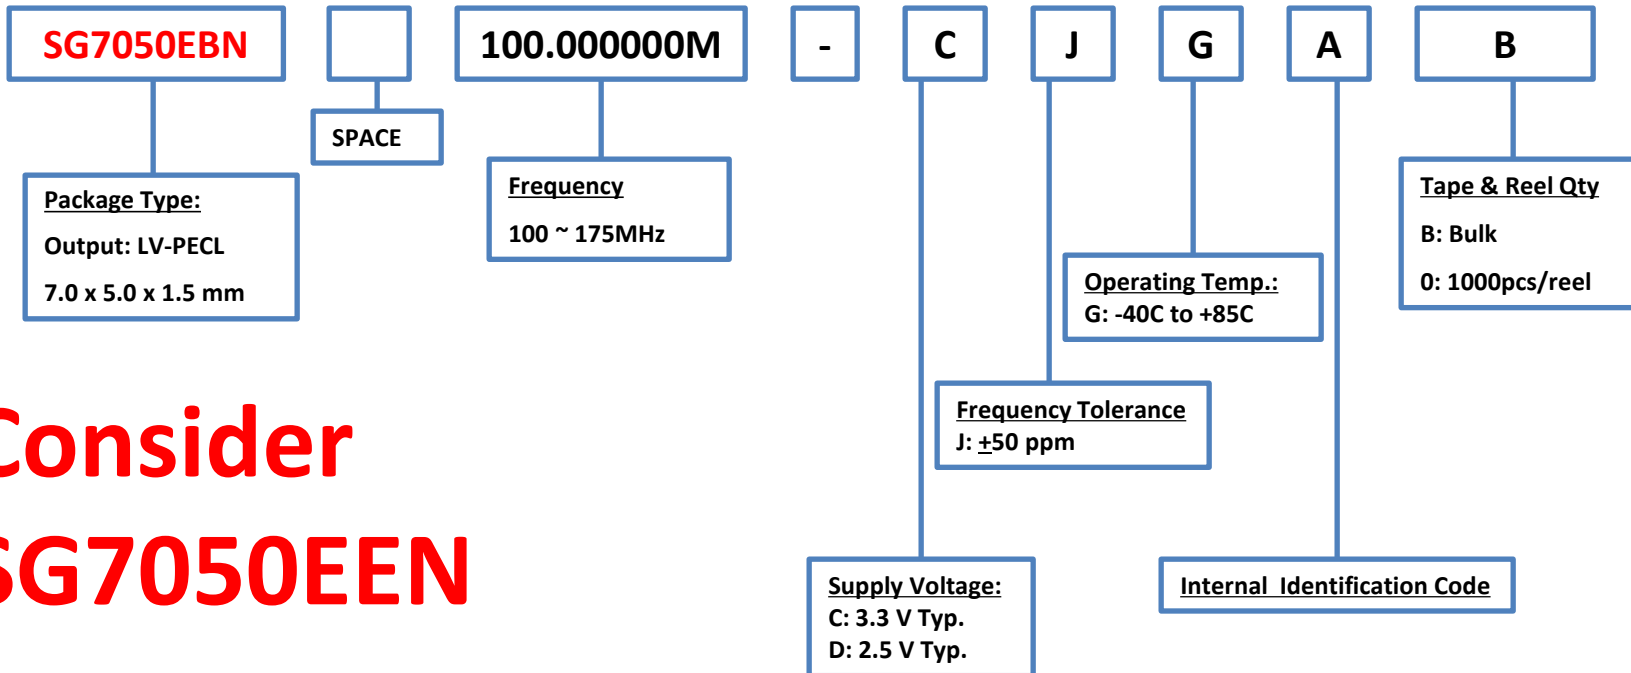 SG7050EBN
100.000000M
-
C
J
G
A
B
SPACE
Package Type:
Output: LV-PECL
7.0 x 5.0 x 1.5 mm
Frequency
100 ~ 175MHz
Tape & Reel Qty
B: Bulk
0: 1000pcs/reel
Operating Temp.:
G: -40C to +85C
Frequency Tolerance
J: ±50 ppm
Supply Voltage:
C: 3.3 V Typ.
D: 2.5 V Typ.
Internal Identification Code
Consider
SG7050EEN